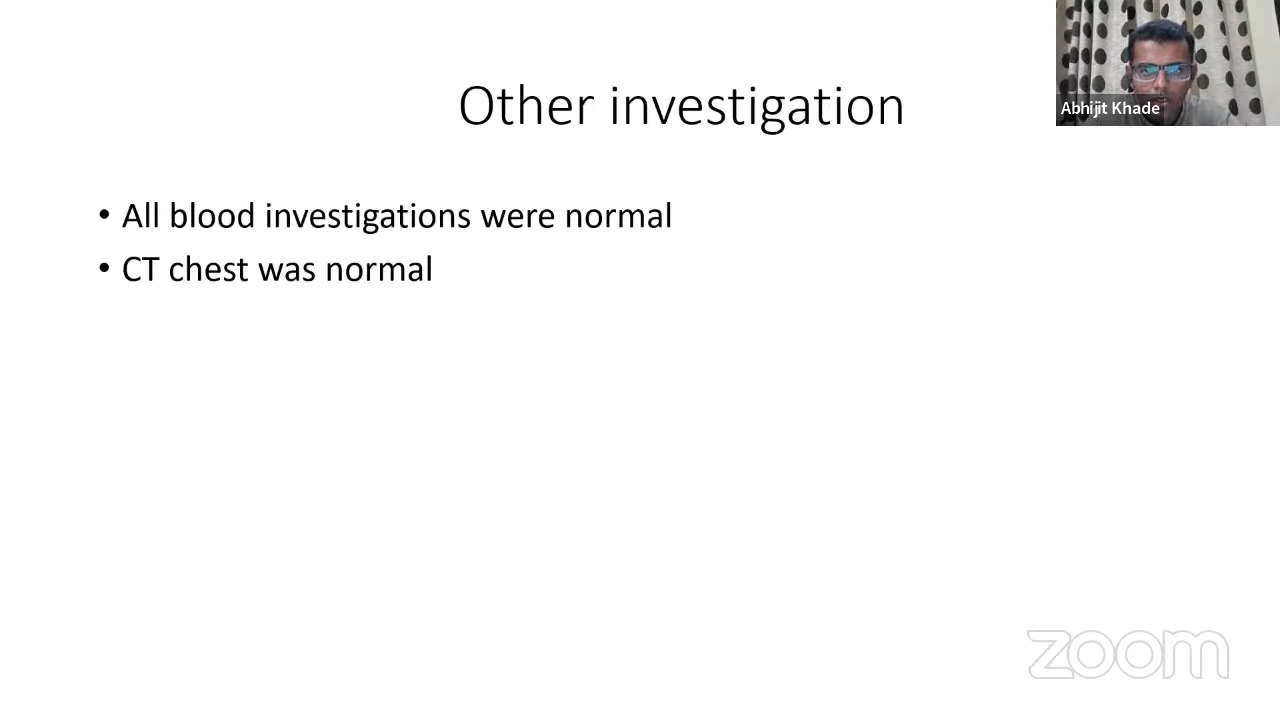 Other investigation
Abhijit Khade
• All blood investigations were normal
• CT chest was normal
zoom